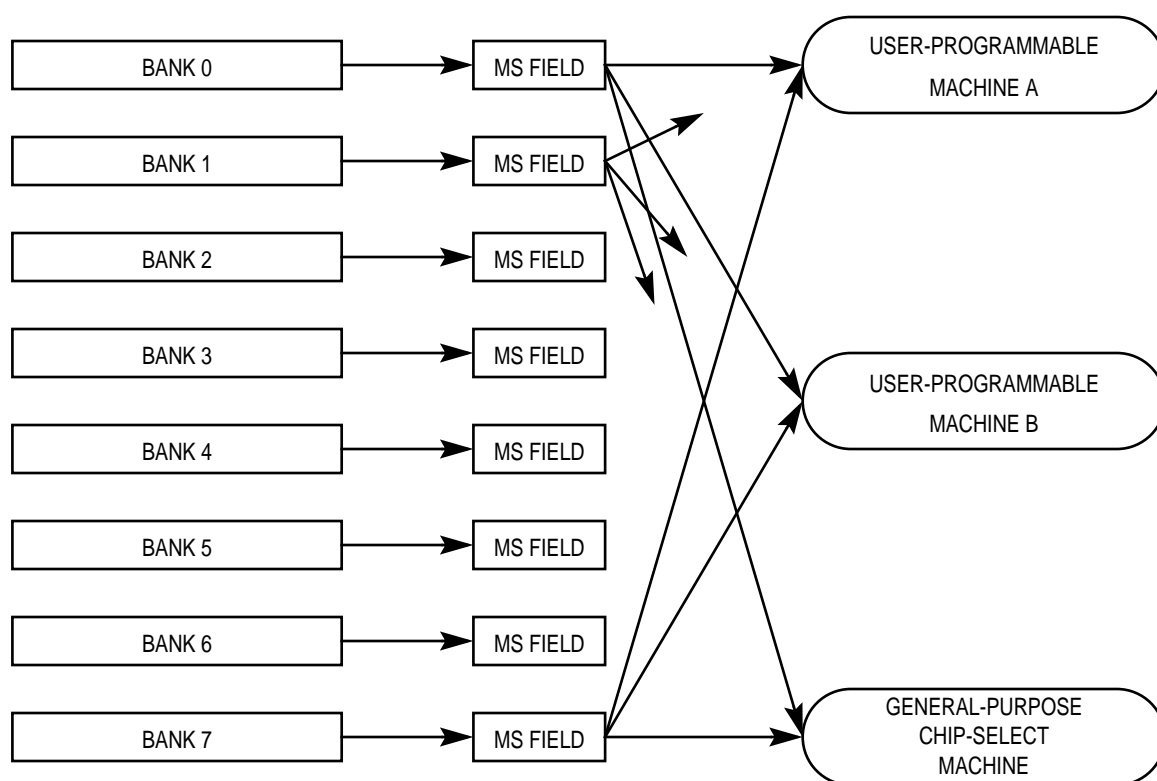 BANK 0
MS FIELD
USER-PROGRAMMABLE
MACHINE A
BANK 1
MS FIELD
BANK 2
MS FIELD
BANK 3
MS FIELD
USER-PROGRAMMABLE
MACHINE B
BANK 4
MS FIELD
BANK 5
MS FIELD
BANK 6
MS FIELD
BANK 7
MS FIELD
GENERAL-PURPOSE
CHIP-SELECT
MACHINE